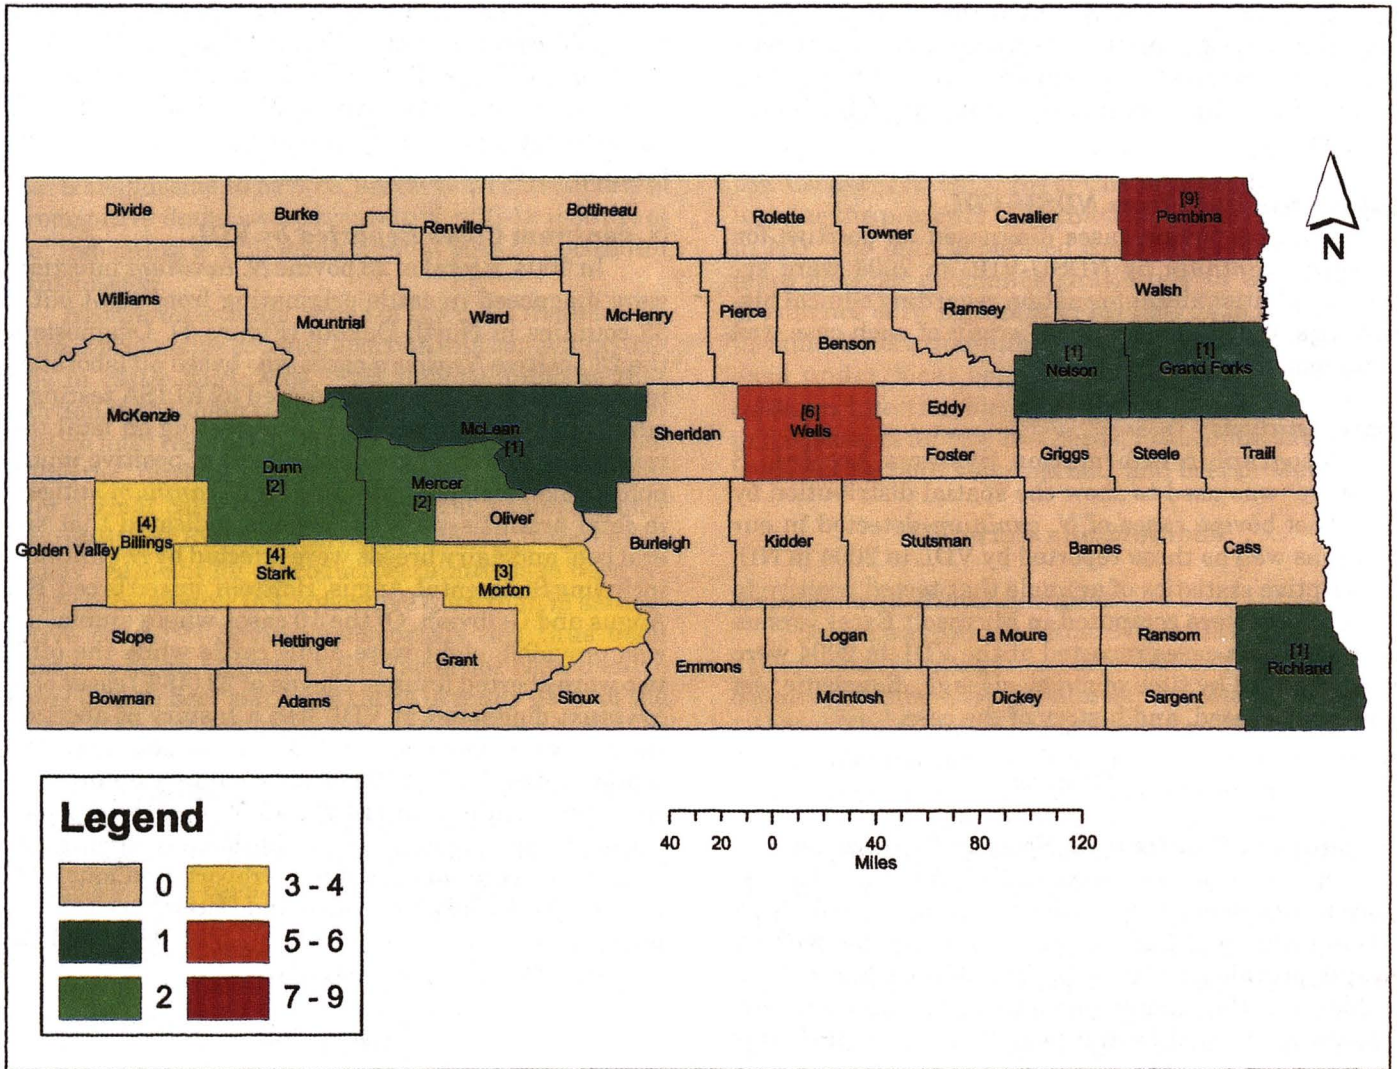 Divide
Burke
Renville
Bottineau
Rolette
Towner
Cavalier
[9]
Pembina
N
Williams
Mountrial
Ward
McHenry
Pierce
Benson
Ramsey
Walsh
[1]
Nelson
[1]
Grand Forks
McKenzie
Dunn
[2]
McLean
[1]
Mercer
[2]
Sheridan
[6]
Wells
Eddy
Foster
Griggs
Steele
Traill
Golden Valley
[4]
Billings
[4]
Stark
Oliver
[3]
Morton
Burleigh
Kidder
Stutsman
Barnes
Cass
Slope
Hettinger
Grant
Emmons
Logan
La Moure
Ransom
[1]
Richland
Bowman
Adams
Sioux
McIntosh
Dickey
Sargent
Legend
0 3 - 4
1 5 - 6
2 7 - 9
40 20 0 40 80 120
Miles